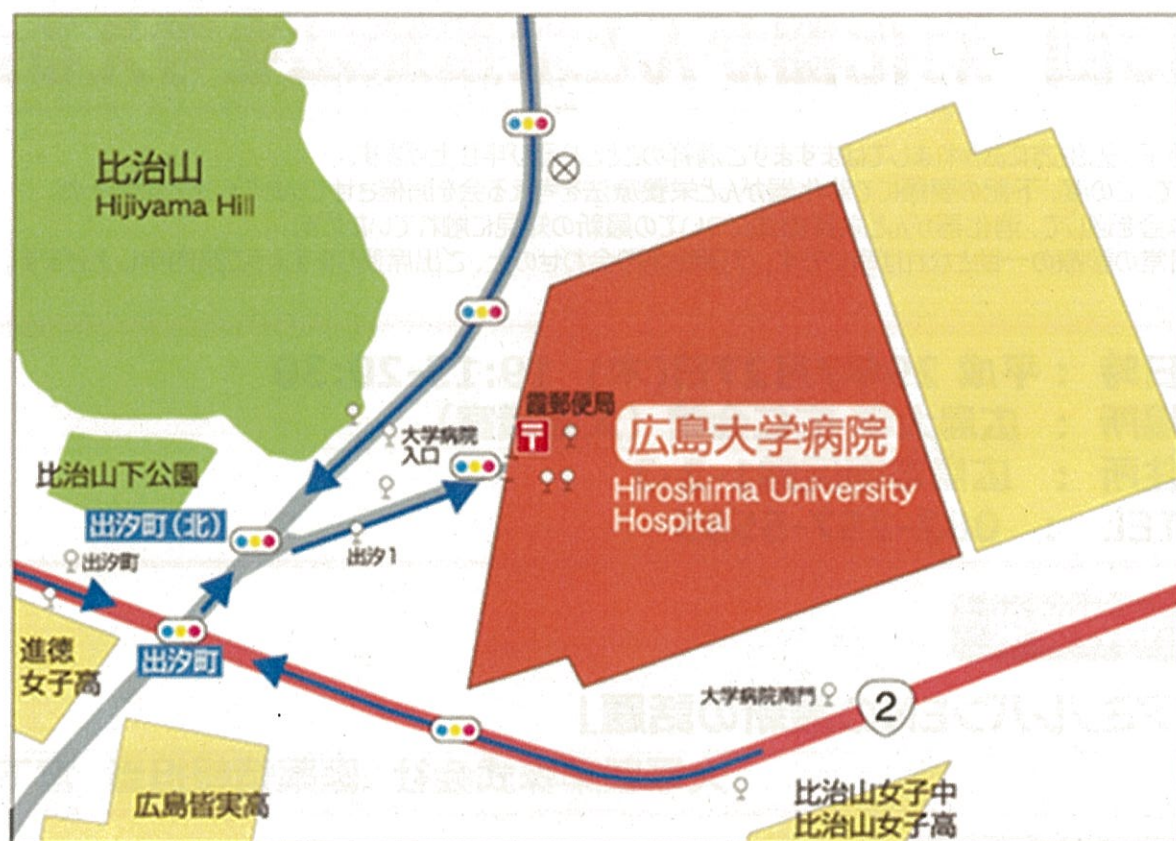 比治山
Hijiyama Hill
霞郵便局
〒
大学病院
入口
広島大学病院
Hiroshima University
Hospital
比治山下公園
出汐町(北)
出汐町
出汐1
進徳
女子高
出汐町
大学病院南門
2
広島皆実高
比治山女子中
比治山女子高